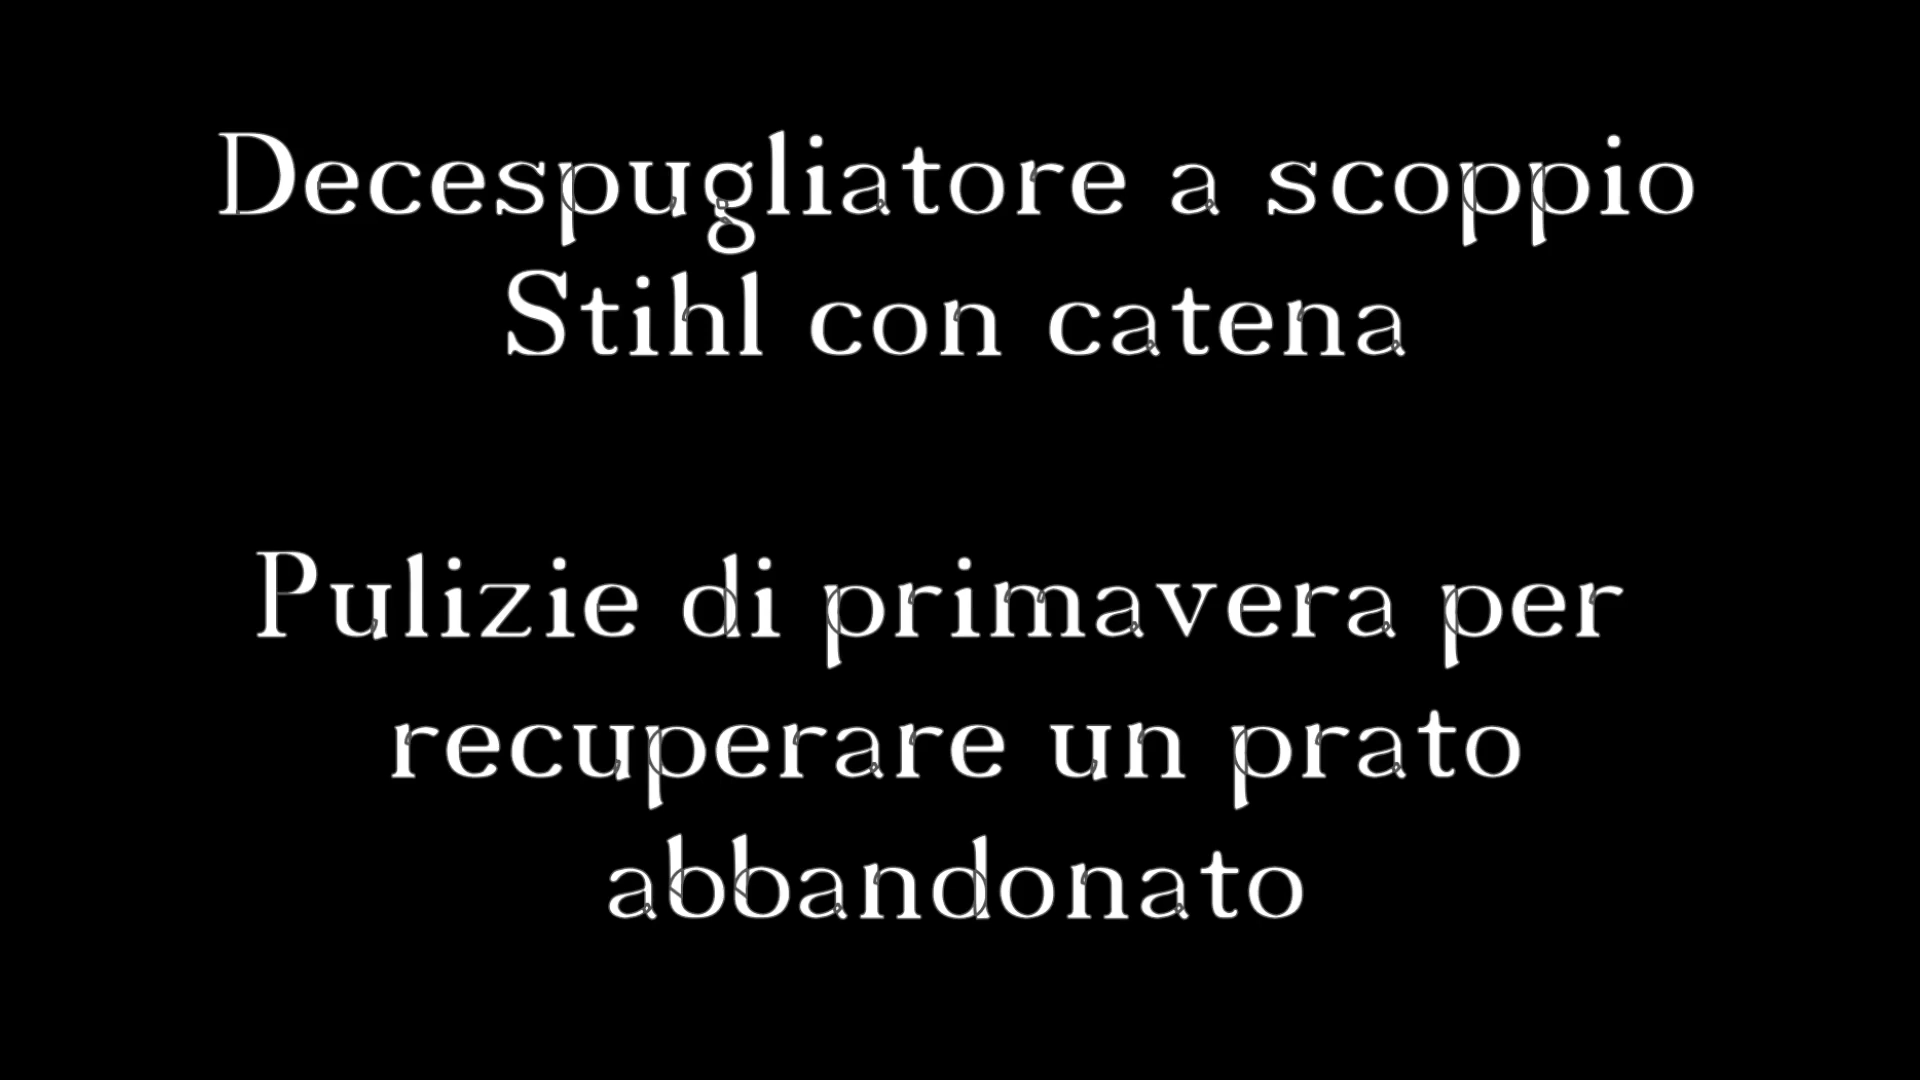 Decespugliatore a scoppio
Stihl con catena
Pulizie di primavera per
recuperare un prato
abbandonato